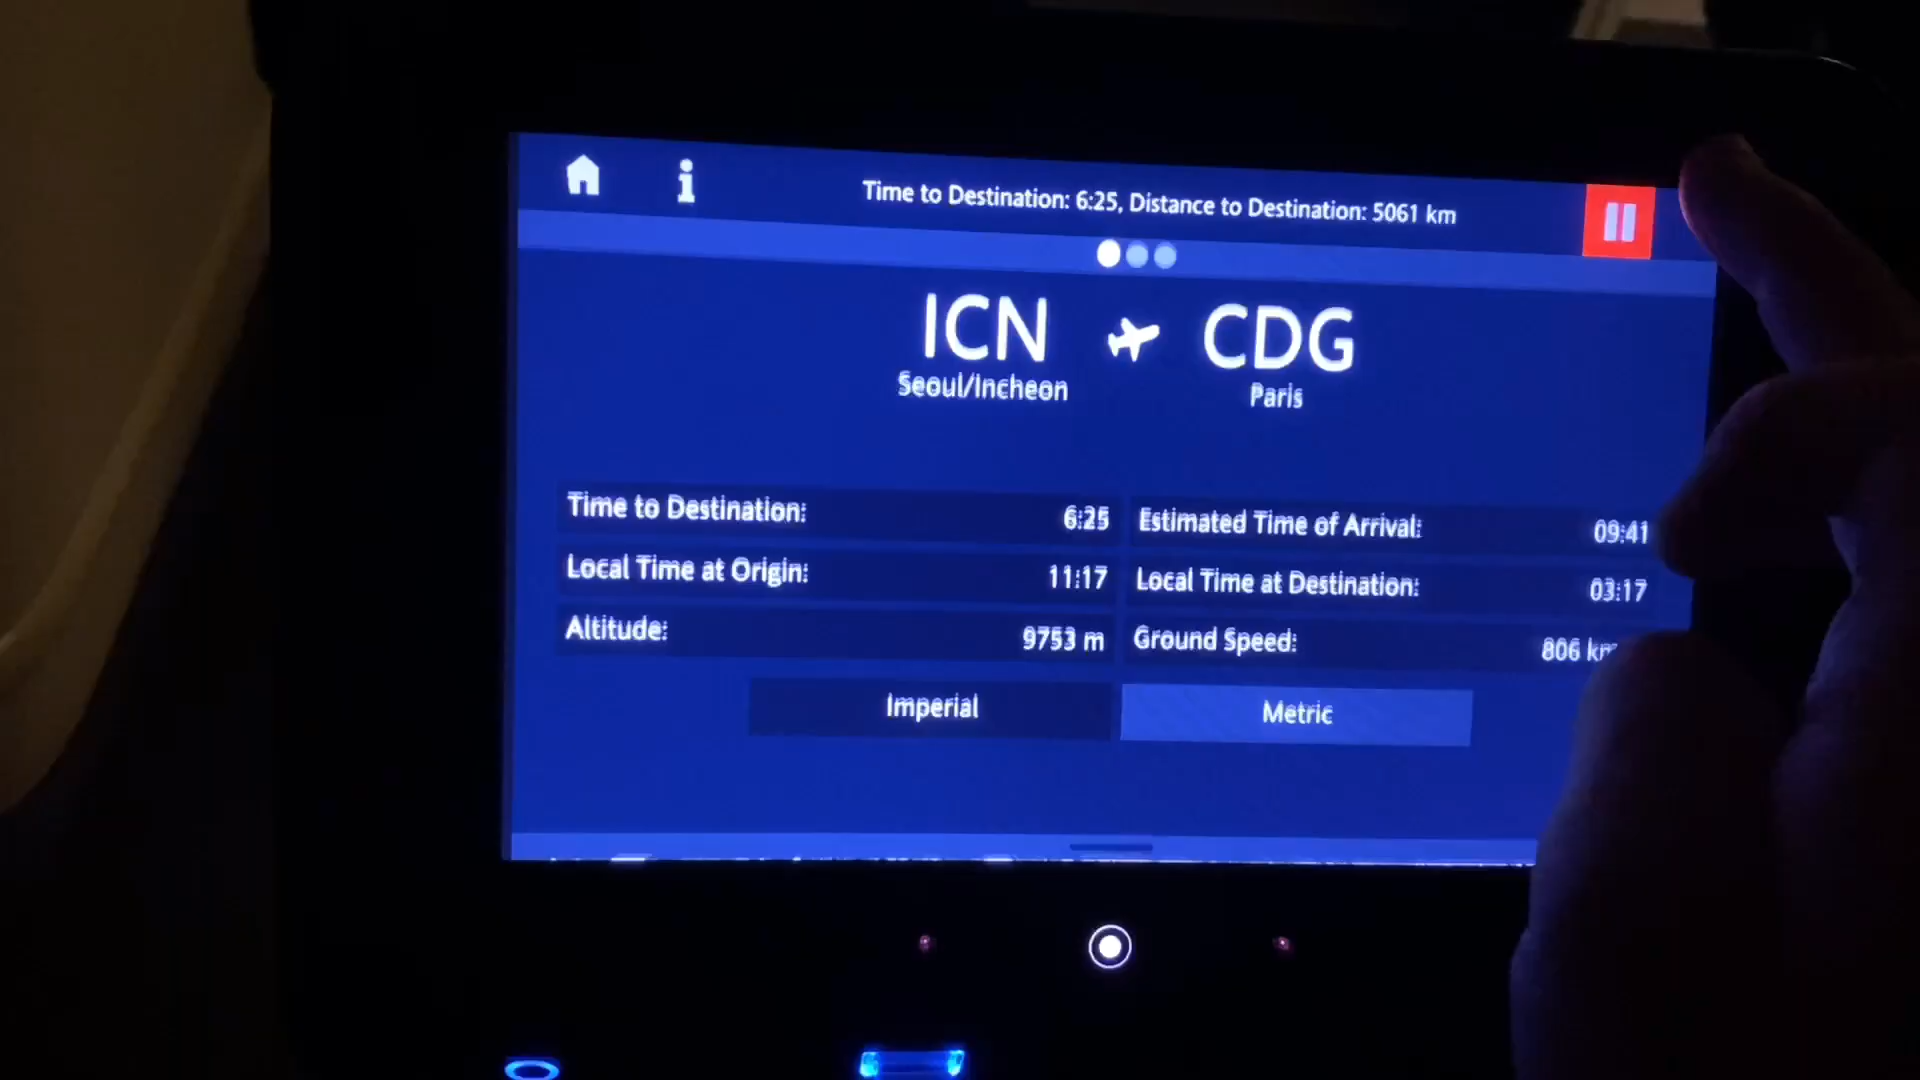 Time to Destination: 6:25, Distance to Destination: 5061 km
ICN CDG
Seoul/Incheon Paris
Time to Destination: 6:25 Estimated Time of Arrival: 09:41
Local Time at Origin: 11:17 Local Time at Destination: 03:17
Altitude: 9753 m Ground Speed: 806
Imperial Metric